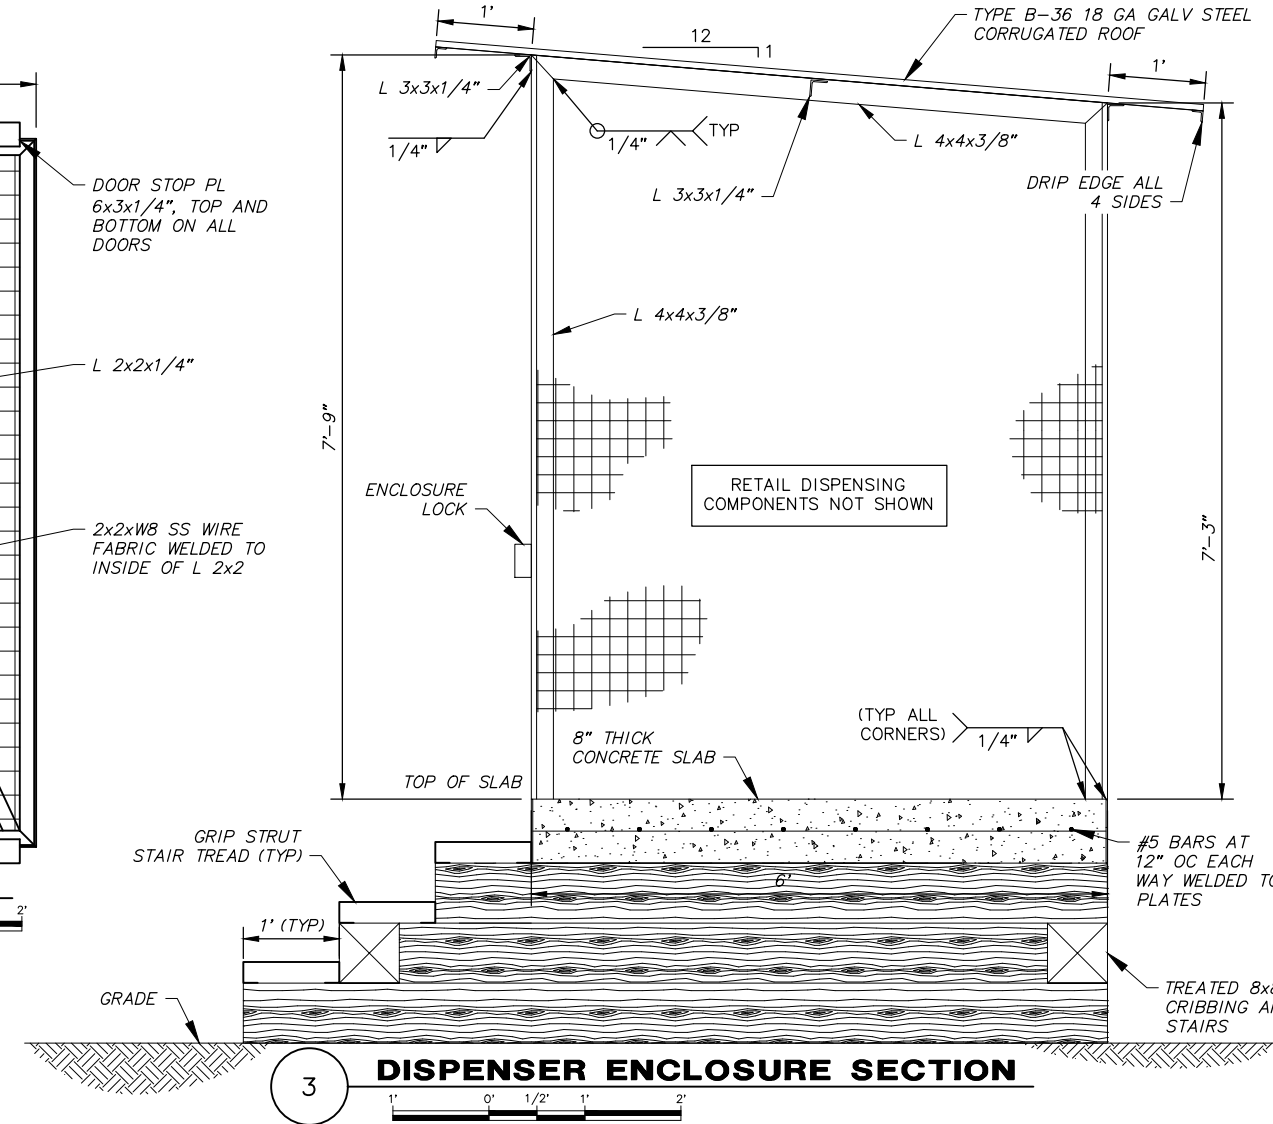 1'
12
1
TYPE B-36 18 GA GALV STEEL
CORRUGATED ROOF
1'
L 3x3x1/4"
1/4"
1/4"
TYP
L 4x4x3/8"
L 3x3x1/4"
DRIP EDGE ALL
4 SIDES
DOOR STOP PL
6x3x1/4", TOP AND
BOTTOM ON ALL
DOORS
L 4x4x3/8"
L 2x2x1/4"
7'-9"
ENCLOSURE
LOCK
RETAIL DISPENSING
COMPONENTS NOT SHOWN
7'-3"
2x2xW8 SS WIRE
FABRIC WELDED TO
INSIDE OF L 2x2
(TYP ALL
CORNERS)
1/4"
8" THICK
CONCRETE SLAB
TOP OF SLAB
GRIP STRUT
STAIR TREAD (TYP)
#5 BARS AT
12" OC EACH
WAY WELDED TO
PLATES
6'
2'
1' (TYP)
GRADE
TREATED 8x
CRIBBING
STAIRS
3
DISPENSER ENCLOSURE SECTION
1'
0'
1/2'
1'
2'